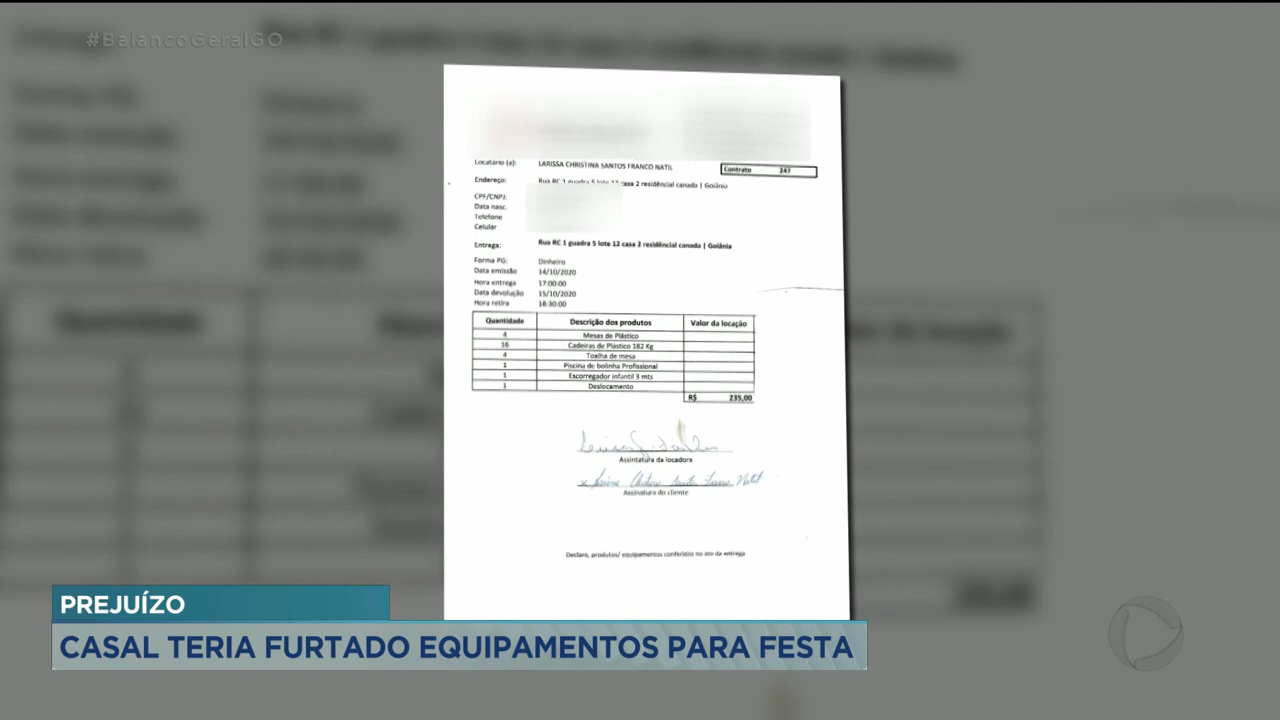 #BalancoGeralGO
Locatário (a): LARISSA CHRISTINA SANTOS FRANCO NATIL
Contrato 247
Endereço: Rua RC 1 quadra 5 lote 12 casa 2 residêncial canada | Goiânia
CPF/CNPJ:
Data nasc.
Telefone
Celular
Entrega: Rua RC 1 quadra 5 lote 12 casa 2 residêncial canada | Goiânia
Forma PG: Dinheiro
Data emissão 14/10/2020
Hora entrega 17:00:00
Data devolução 15/10/2020
Hora retira 18:30:00
Quantidade Descrição dos produtos Valor da locação
4 Mesas de Plástico
16 Cadeiras de Plástico 182 Kg
4 Toalha de mesa
1 Piscina de bolinha Profissional
1 Escorregador infantil 3 mts
1 Deslocamento
R$ 235,00
Assintatura da locadora
Assinatura do cliente
Declaro, produtos/ equipamentos conferidos no ato da entrega
PREJUÍZO
CASAL TERIA FURTADO EQUIPAMENTOS PARA FESTA